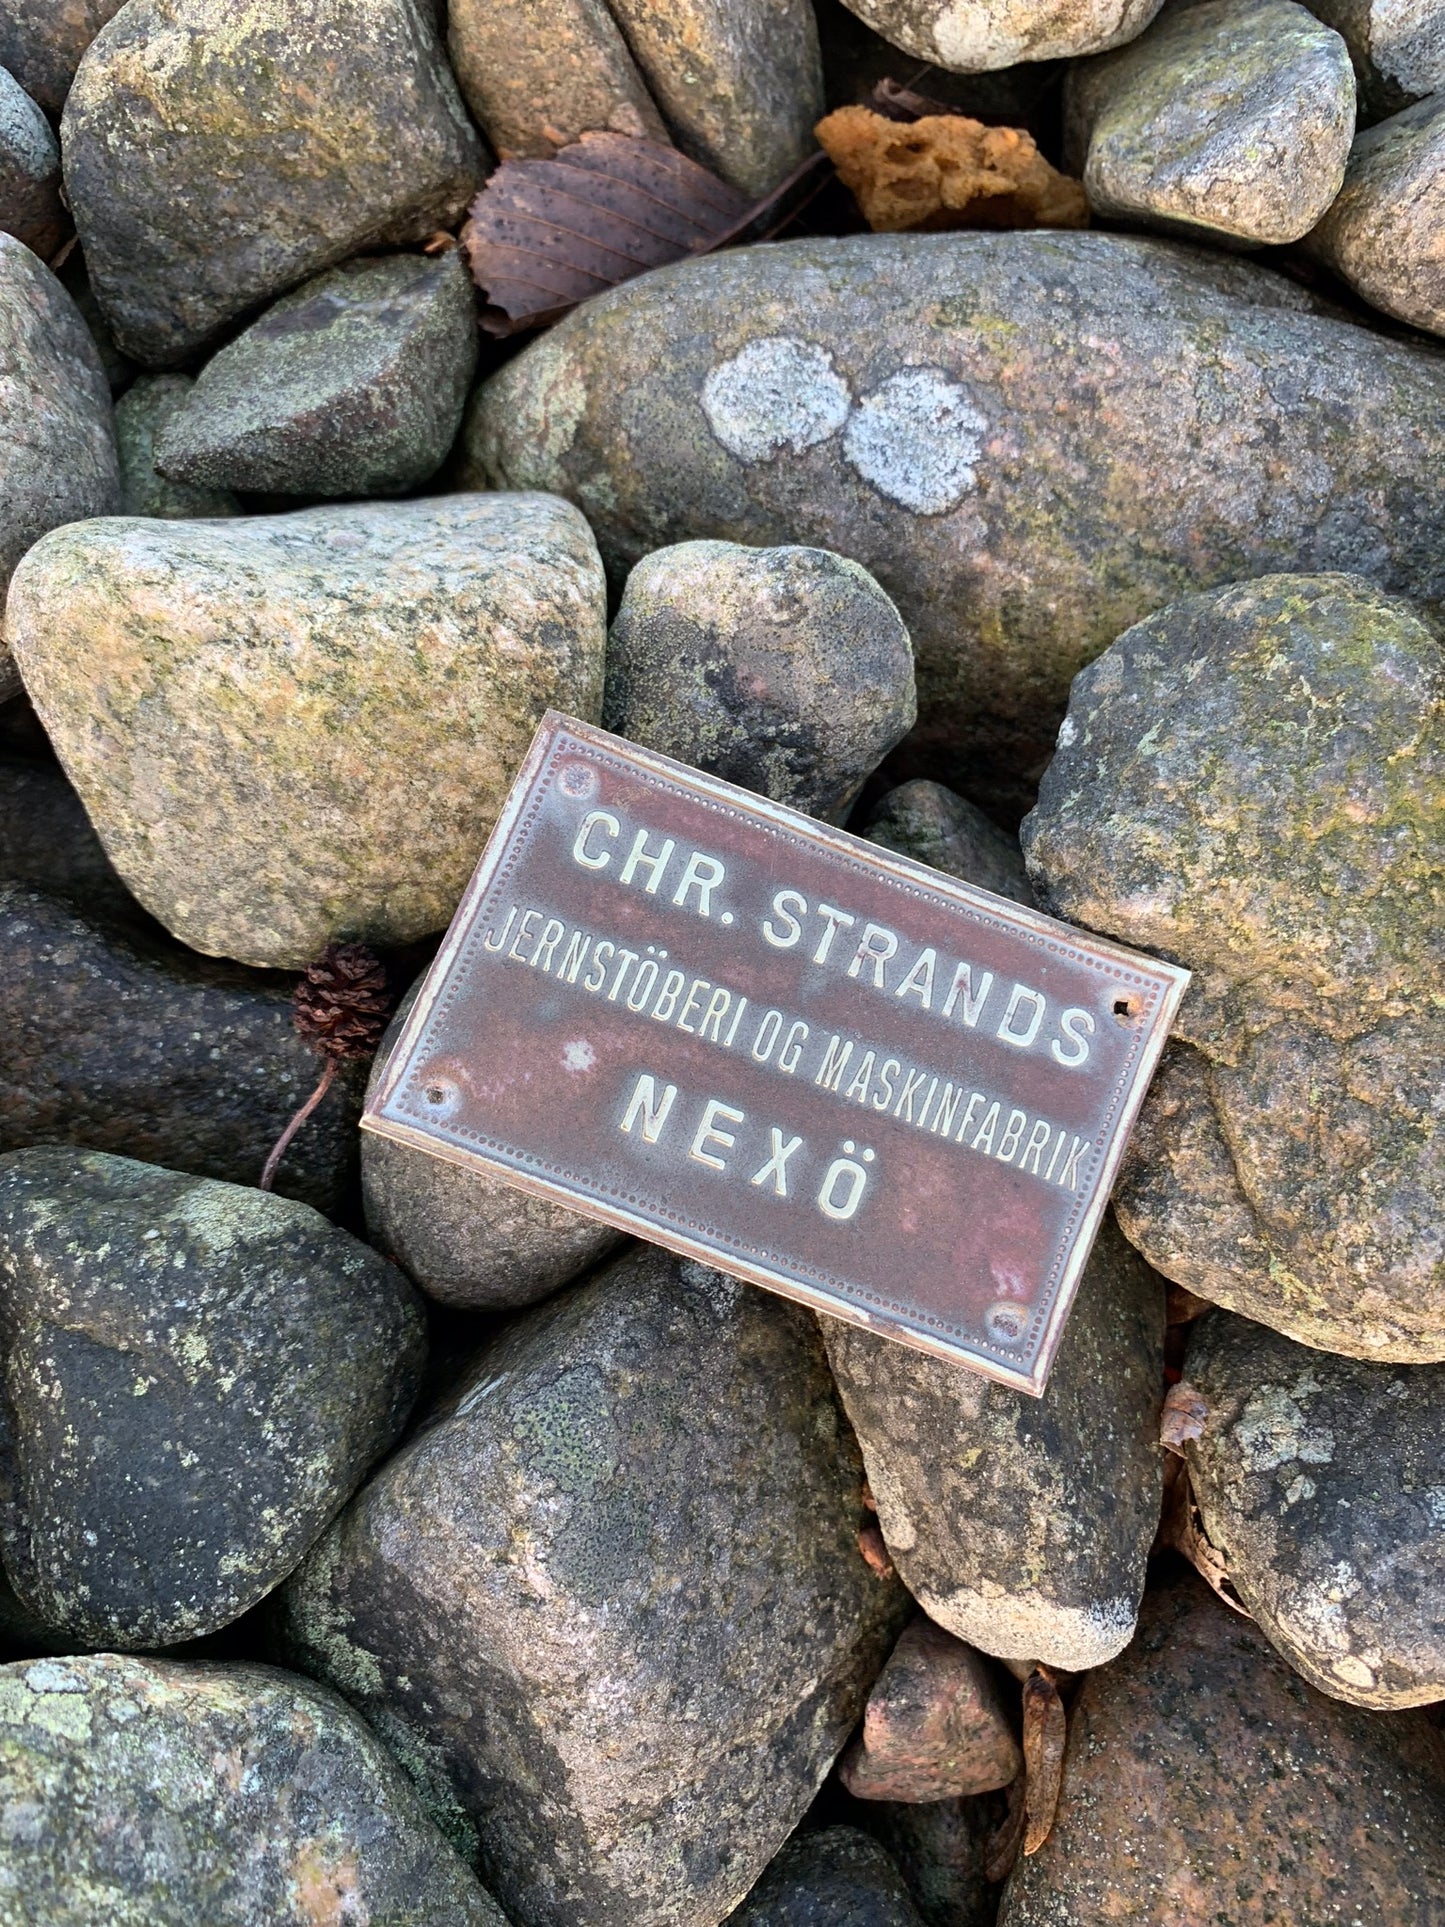 CHR. STRANDS
JERNSTÖBERI OG MASKINFABRIK
NEXÖ